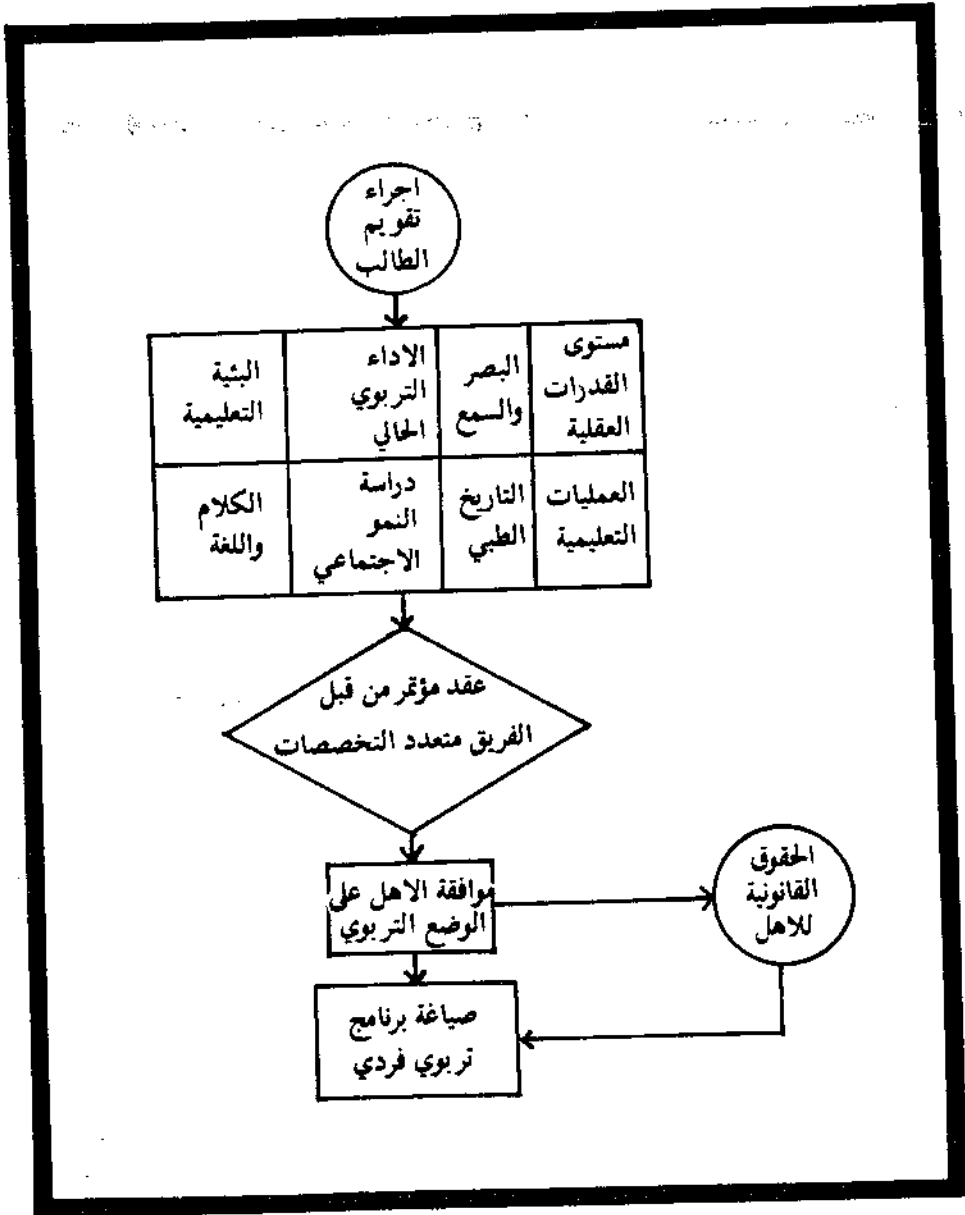 اجراء
تقويم
الطالب
مستوى
القدرات
العقلية
البصر
والسمع
الاداء
التربوي
الحالي
البئية
التعليمية
العمليات
التعليمية
التاريخ
الطبي
دراسة
النمو
الاجتماعي
الكلام
واللغة
عقد مؤتمر من قبل
الفريق متعدد التخصصات
موافقة الاهل على
الوضع التربوي
الحقوق
القانونية
للاهل
صياغة برنامج
تربوي فردي